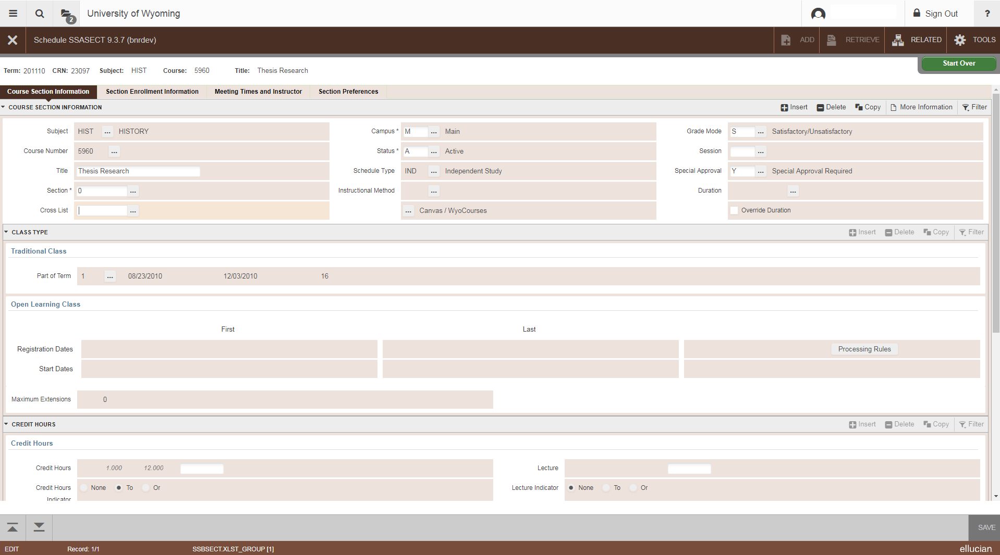 2 University of Wyoming Sign Out ?
Schedule SSASECT 9.3.7 (bnrdev) ADD RETRIEVE RELATED TOOLS
Start Over
Term: 201110 CRN: 23097 Subject: HIST Course: 5960 Title: Thesis Research
Course Section Information Section Enrollment Information Meeting Times and Instructor Section Preferences
COURSE SECTION INFORMATION Insert Delete Copy More Information Filter
Subject HIST ... HISTORY Campus * M ... Main Grade Mode S ... Satisfactory/Unsatisfactory
Course Number 5960 ... Status * A ... Active Session ...
Title Thesis Research Schedule Type IND ... Independent Study Special Approval Y ... Special Approval Required
Section * 0 ... Instructional Method ... Duration ...
Cross List ... ... Canvas / WyoCourses Override Duration
CLASS TYPE Insert Delete Copy Filter
Traditional Class
Part of Term 1 ... 08/23/2010 12/03/2010 16
Open Learning Class
First Last
Registration Dates Processing Rules
Start Dates
Maximum Extensions 0
CREDIT HOURS Insert Delete Copy Filter
Credit Hours
Credit Hours 1.000 12.000 Lecture
Credit Hours None To Or Lecture Indicator None To Or
Indicator
SAVE
EDIT Record: 1/1 SSBSECT.XLST_GROUP [1] ellucian